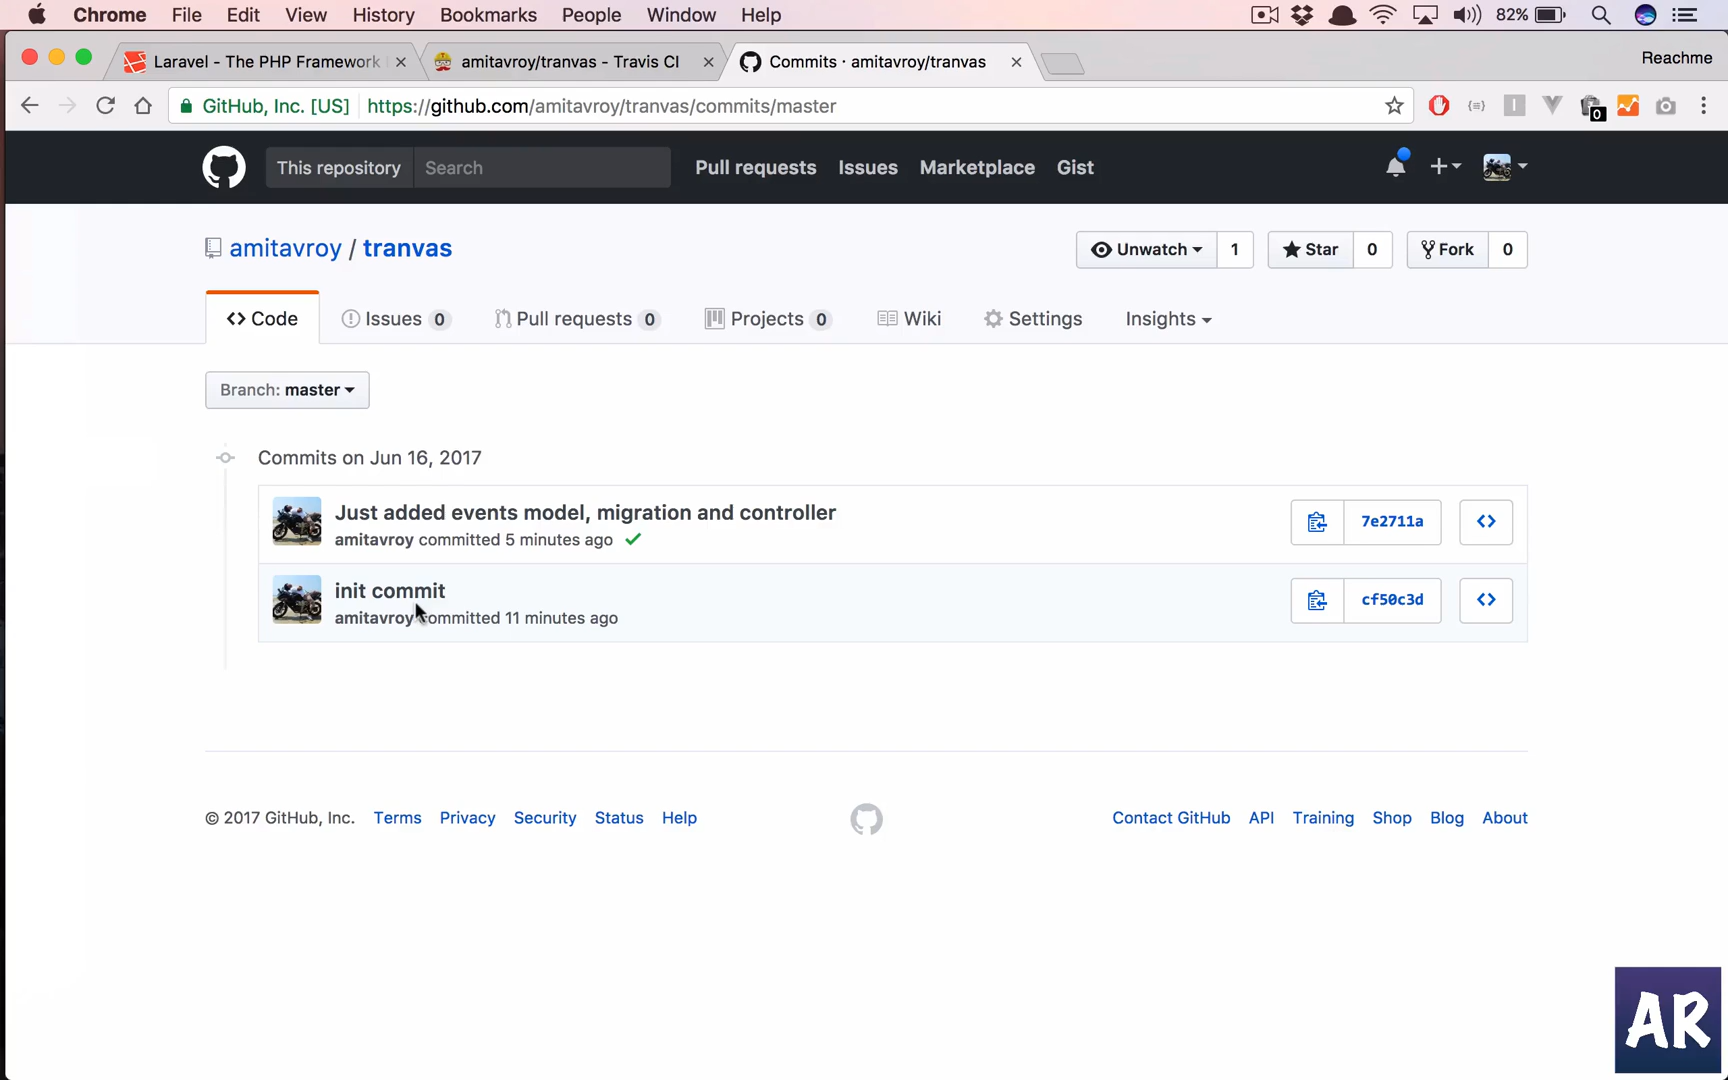 Chrome File Edit View History Bookmarks People Window Help 82%
Laravel - The PHP Framework amitavroy/tranvas - Travis CI Commits · amitavroy/tranvas Reachme
GitHub, Inc. [US] https://github.com/amitavroy/tranvas/commits/master 0
This repository Search Pull requests Issues Marketplace Gist
amitavroy / tranvas Unwatch 1 Star 0 Fork 0
<> Code Issues 0 Pull requests 0 Projects 0 Wiki Settings Insights
Branch: master
Commits on Jun 16, 2017
Just added events model, migration and controller
amitavroy committed 5 minutes ago
7e2711a <>
init commit
amitavroy committed 11 minutes ago
cf50c3d <>
© 2017 GitHub, Inc. Terms Privacy Security Status Help Contact GitHub API Training Shop Blog About
AR